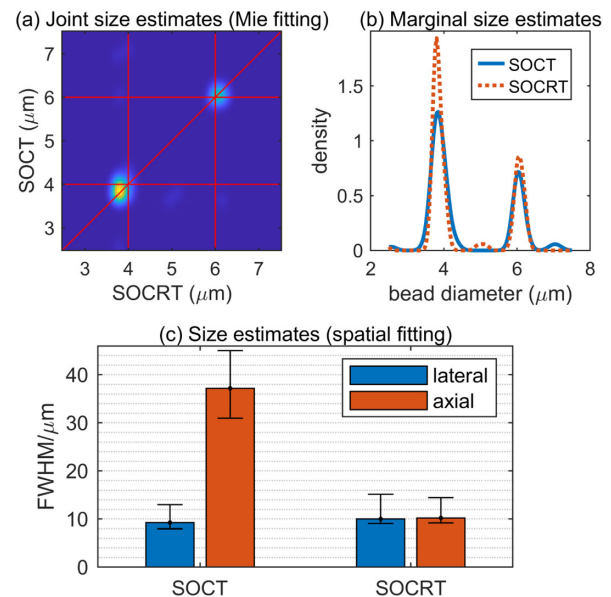 (a) Joint size estimates (Mie fitting)
7
6
5
4
3
SOCT (μm)
3 4 5 6 7
SOCRT (μm)
(b) Marginal size estimates
SOCT
SOCRT
1.5
1
0.5
0
density
2 4 6 8
bead diameter (μm)
(c) Size estimates (spatial fitting)
lateral
axial
40
30
20
10
0
FWHM/μm
SOCT SOCRT